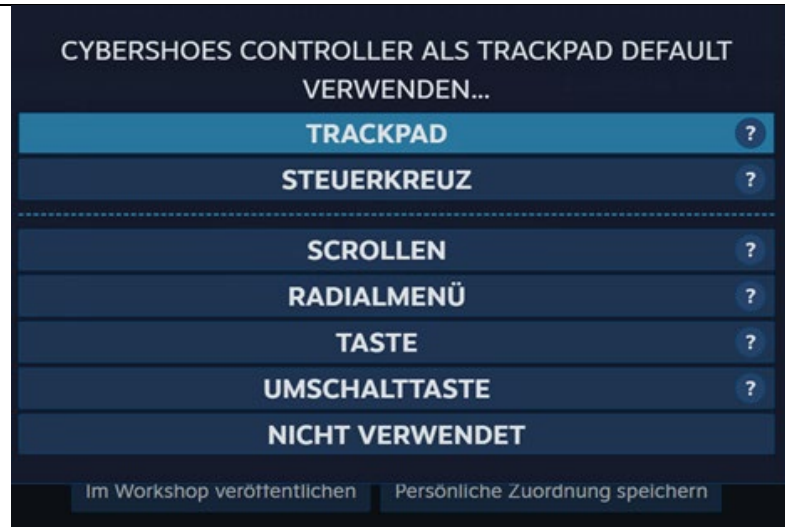 CYBERSHOES CONTROLLER ALS TRACKPAD DEFAULT
VERWENDEN...
TRACKPAD ?
STEUERKREUZ ?
SCROLLEN ?
RADIALMENÜ ?
TASTE ?
UMSCHALTTASTE ?
NICHT VERWENDET
Im Workshop veröffentlichen Persönliche Zuordnung speichern